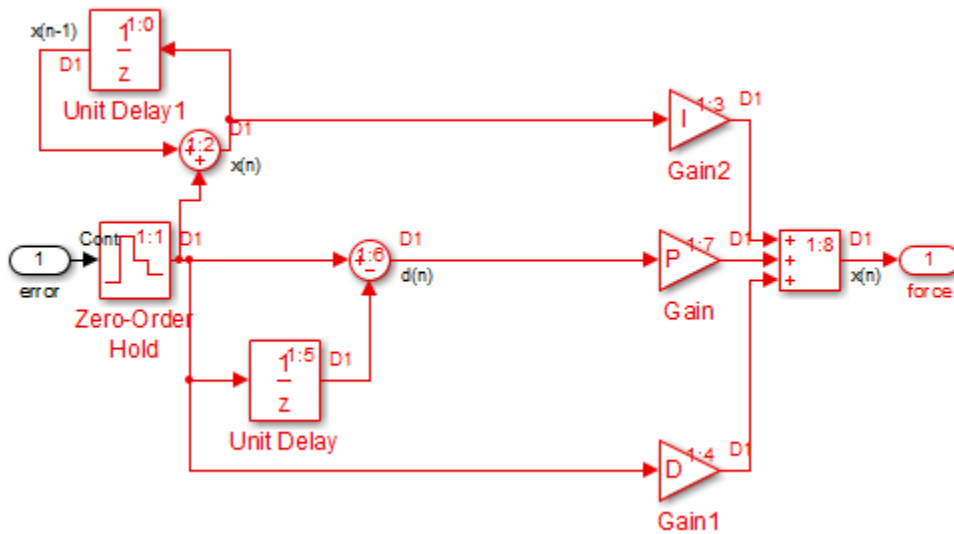 x(n-1)
D1
1:0
1
z
Unit Delay1
1:2
+
+
D1
x(n)
1
error
Cont
1:1
D1
Zero-Order
Hold
1:6
+
-
D1
d(n)
1:5
1
z
D1
Unit Delay
I
1:3
D1
Gain2
P
1:7
D1
Gain
D
1:4
D1
Gain1
+
+
+
1:8
D1
x(n)
1
force